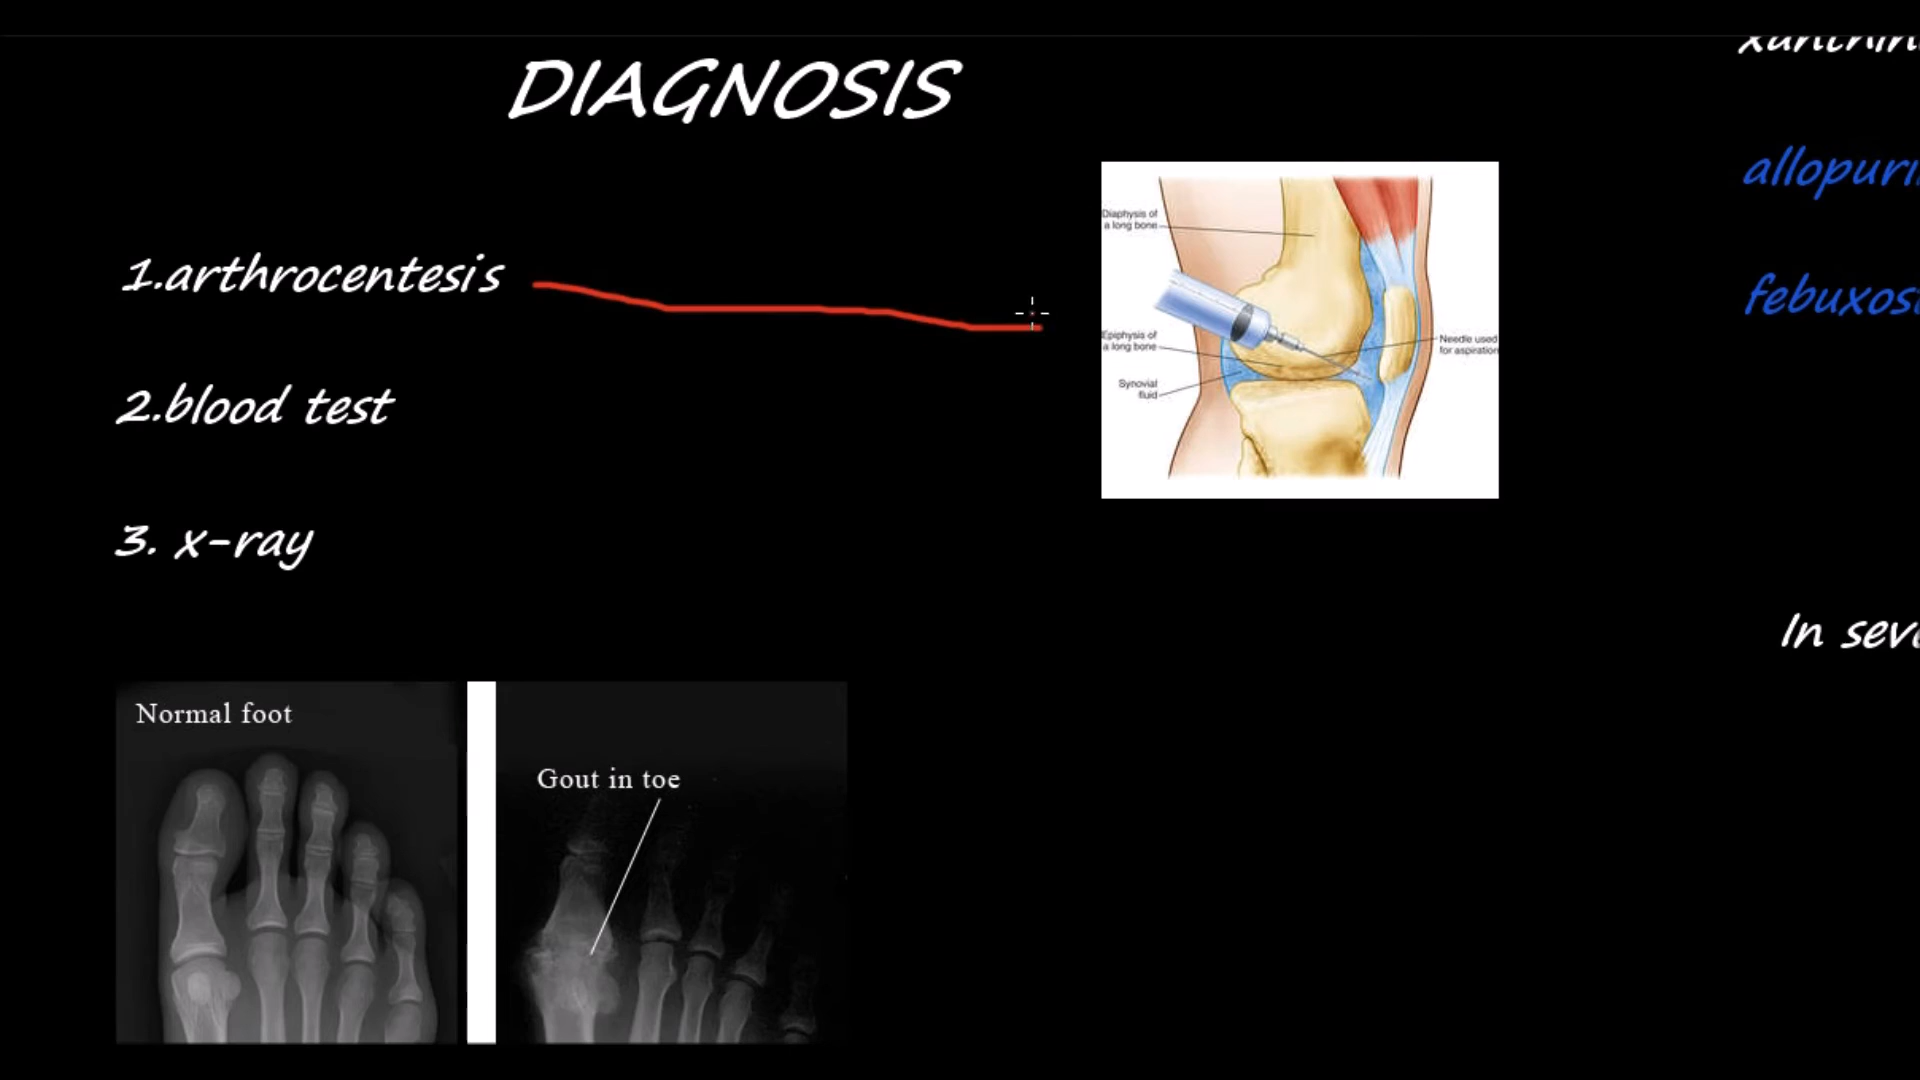 DIAGNOSIS
1.arthrocentesis
2.blood test
3. x-ray
Diaphysis of
a long bone
Epiphysis of
a long bone
Synovial
fluid
Needle used
for aspiration
Normal foot
Gout in toe
In